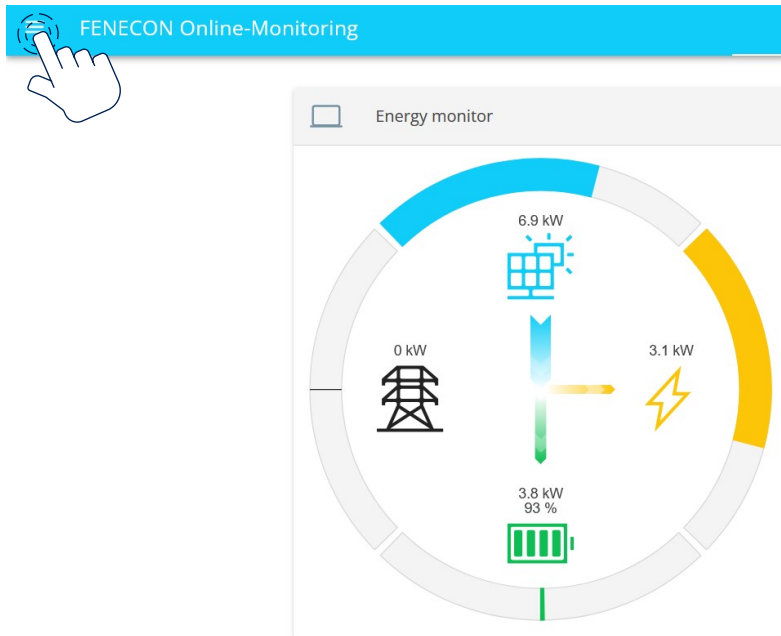 FENECON Online-Monitoring
Energy monitor
6.9 kW
0 kW
3.1 kW
3.8 kW
93 %